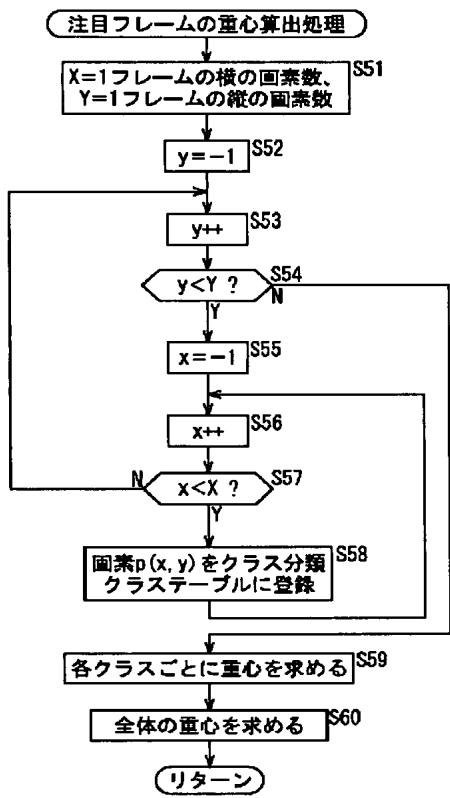 注目フレームの重心算出処理
S51
X=1フレームの横の画素数、
Y=1フレームの縦の画素数
S52
y=-1
S53
y++
S54
y<Y ?
N
Y
S55
x=-1
S56
x++
S57
N
x<X ?
Y
S58
画素p(x,y)をクラス分類
クラステーブルに登録
S59
各クラスごとに重心を求める
S60
全体の重心を求める
リターン